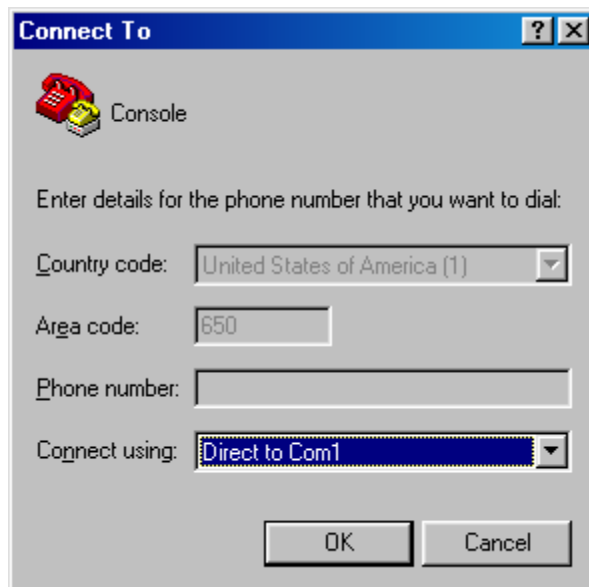 Connect To
Console
Enter details for the phone number that you want to dial:
Country code: United States of America (1)
Area code: 650
Phone number:
Connect using: Direct to Com1
OK Cancel